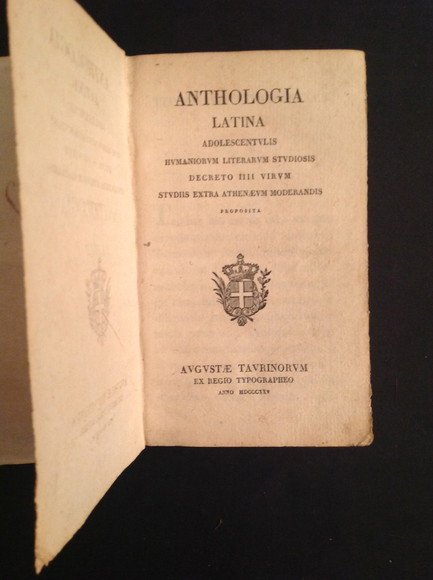 ANTHOLOGIA
LATINA
ADOLESCENTVLIS
HVMANIORVM LITERARVM STVDIOSIS
DECRETO IIII VIRVM
STVDIIS EXTRA ATHENÆVM MODERANDIS
PROPOSITA
AVGVSTÆ TAVRINORVM
EX REGIO TYPOGRAPHEO
ANNO MDCCCXXV